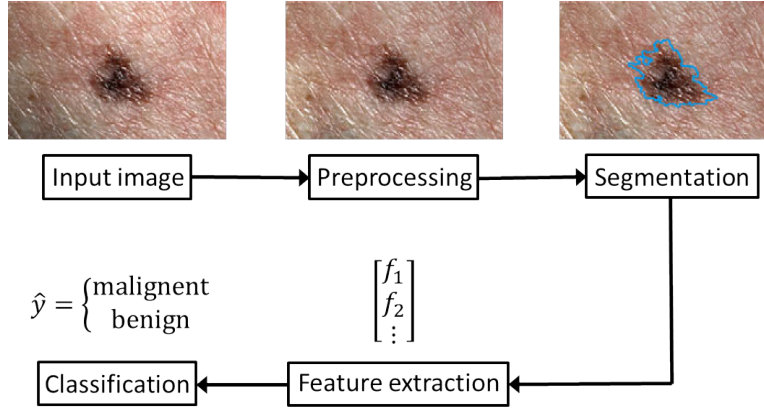 Input image
Preprocessing
Segmentation
ŷ = { malignent
benign
[f₁
f₂
⋮]
Classification
Feature extraction